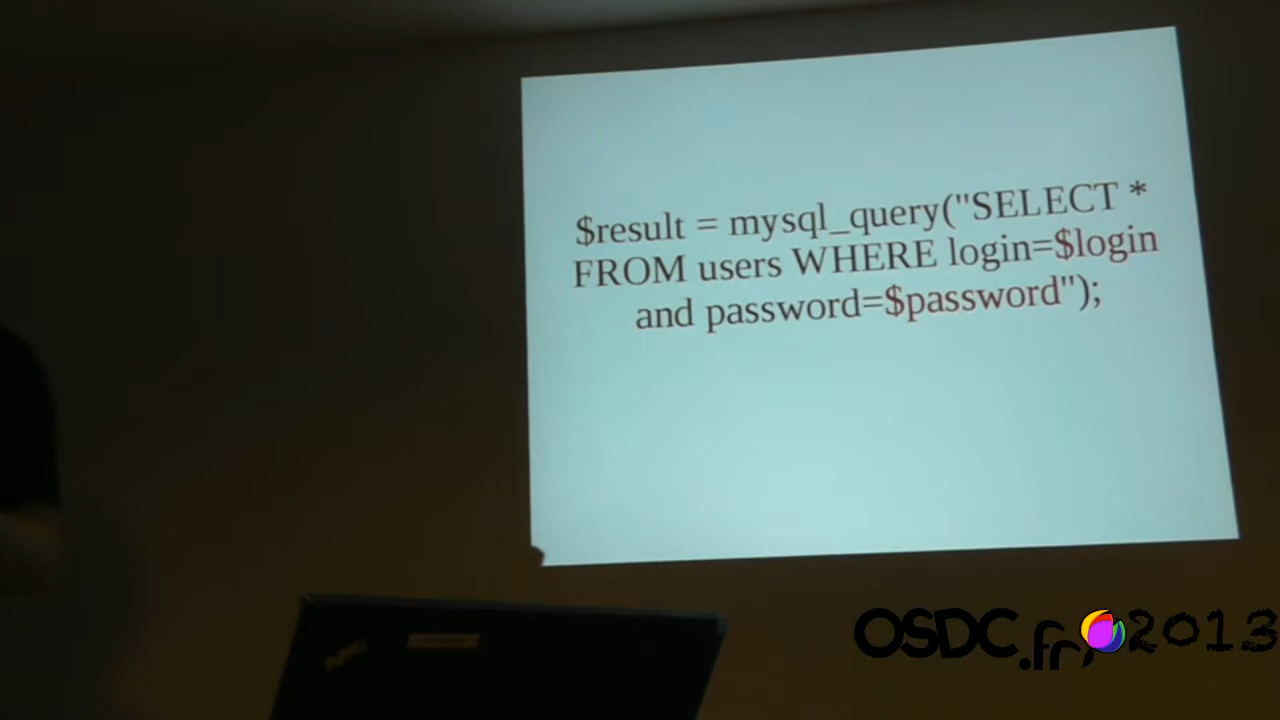 $result = mysql_query("SELECT *
FROM users WHERE login=$login
and password=$password");
OSDC.fr 2013